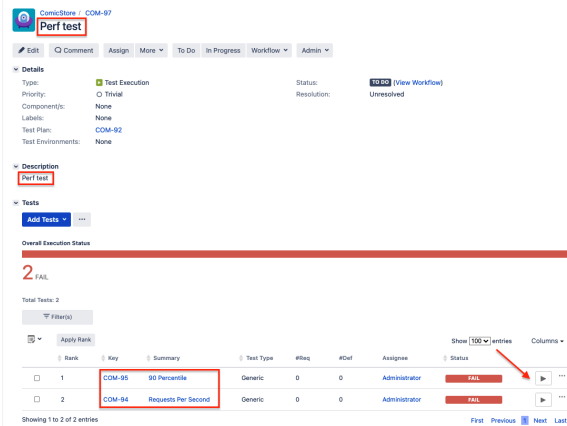 ComicStore / COM-97
Perf test
Edit Comment Assign More To Do In Progress Workflow Admin
Details
Type: Test Execution Status: TO DO (View Workflow)
Priority: Trivial Resolution: Unresolved
Component/s: None
Labels: None
Test Plan: COM-92
Test Environments: None
Description
Perf test
Tests
Add Tests ...
Overall Execution Status
2 FAIL
Total Tests: 2
Filter(s)
Apply Rank Show 100 entries Columns
Rank Key Summary Test Type #Req #Def Assignee Status
1 COM-95 90 Percentile Generic 0 0 Administrator FAIL ...
2 COM-94 Requests Per Second Generic 0 0 Administrator FAIL ...
Showing 1 to 2 of 2 entries First Previous 1 Next Last